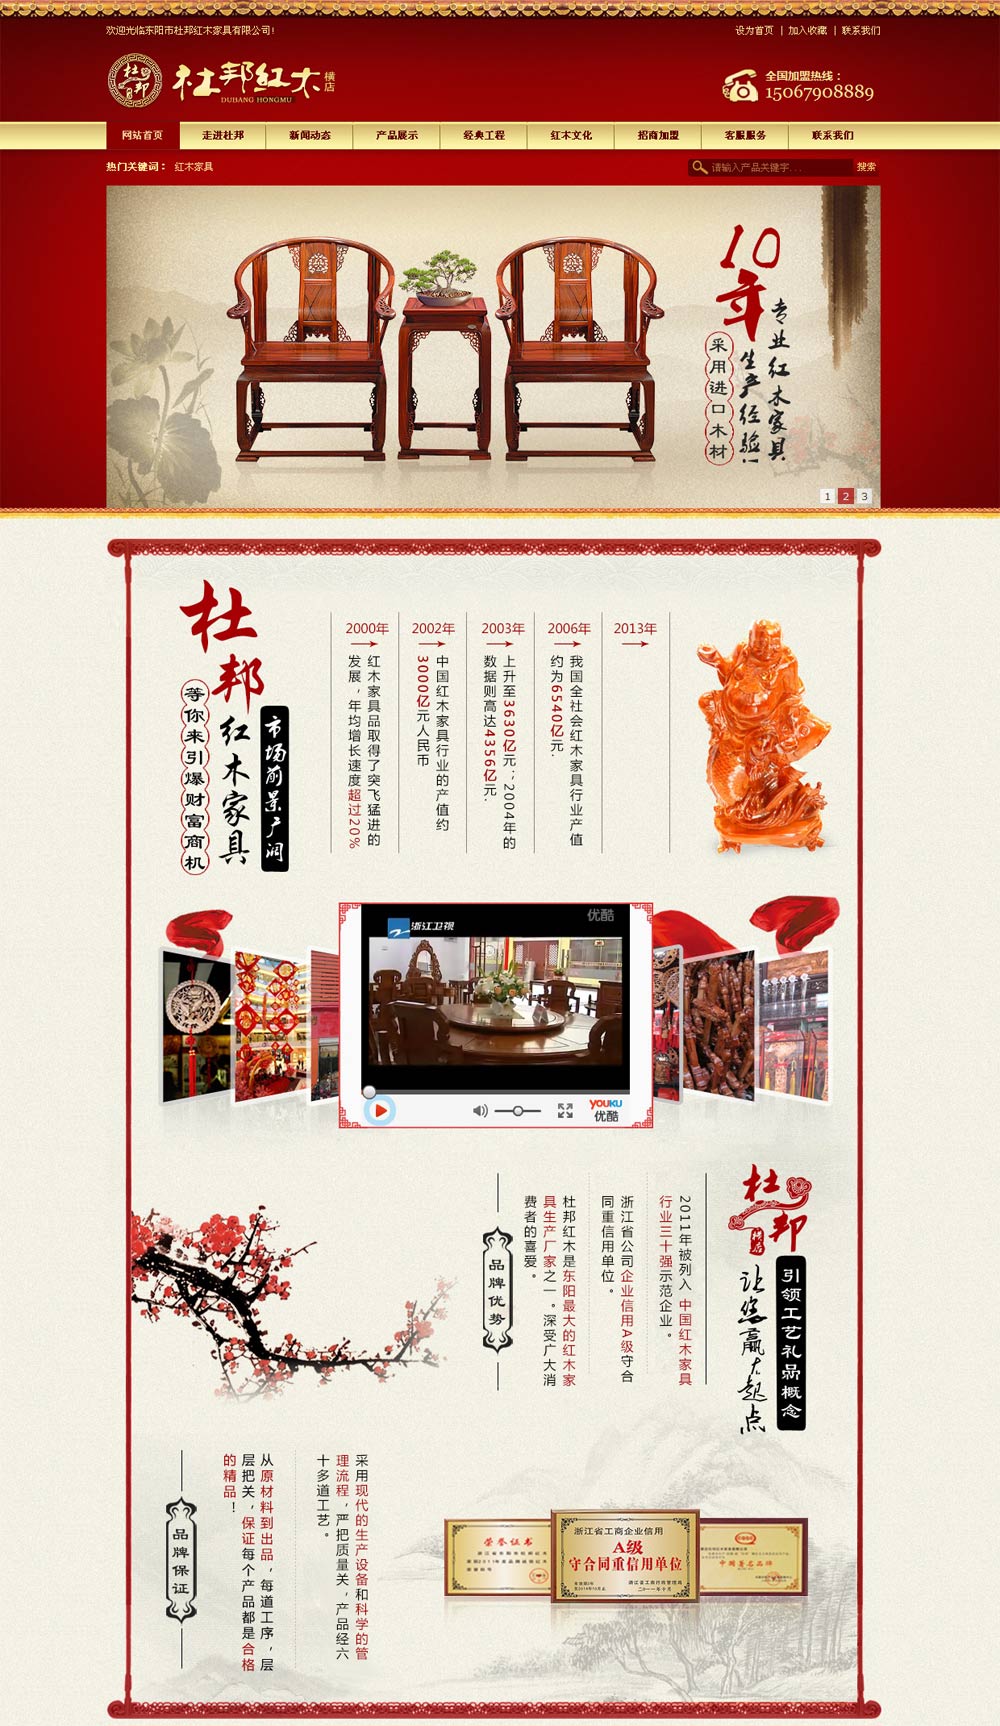 欢迎光临东阳市杜邦红木家具有限公司!
设为首页 | 加入收藏 | 联系我们
杜邦
杜邦红木
横店
DUBANG HONGMU
全国加盟热线：
15067908889
网站首页
走进杜邦
新闻动态
产品展示
经典工程
红木文化
招商加盟
客服服务
联系我们
热门关键词： 红木家具
请输入产品关键字...
搜索
10年
专业红木家具
生产经验!
采用进口木材
1 2 3
杜邦
红木家具
市场前景广阔
等你来引爆财富商机
2000年
红木家具品取得了突飞猛进的
发展，年均增长速度超过20%
2002年
中国红木家具行业的产值约
3000亿元人民币
2003年
上升至3630亿元；2004年的
数据则高达4356亿元.
2006年
我国全社会红木家具行业产值
约为6540亿元.
2013年
浙江卫视
优酷
YOUKU
优酷
杜邦
横店
引领工艺礼品概念
让您赢大起点
2011年被列入 中国红木家具
行业三十强示范企业。
浙江省公司企业信用A级守合
同重信用单位。
杜邦红木是东阳最大的红木家
具生产厂家之一。深受广大消
费者的喜爱。
品牌优势
采用现代的生产设备和科学的管
理流程，严把质量关，产品经六
十多道工艺。
从原材料到出品，每道工序，层
层把关，保证每个产品都是合格
的精品！
品牌保证
荣誉证书
浙江省工商企业信用
A级
守合同重信用单位
中国著名品牌